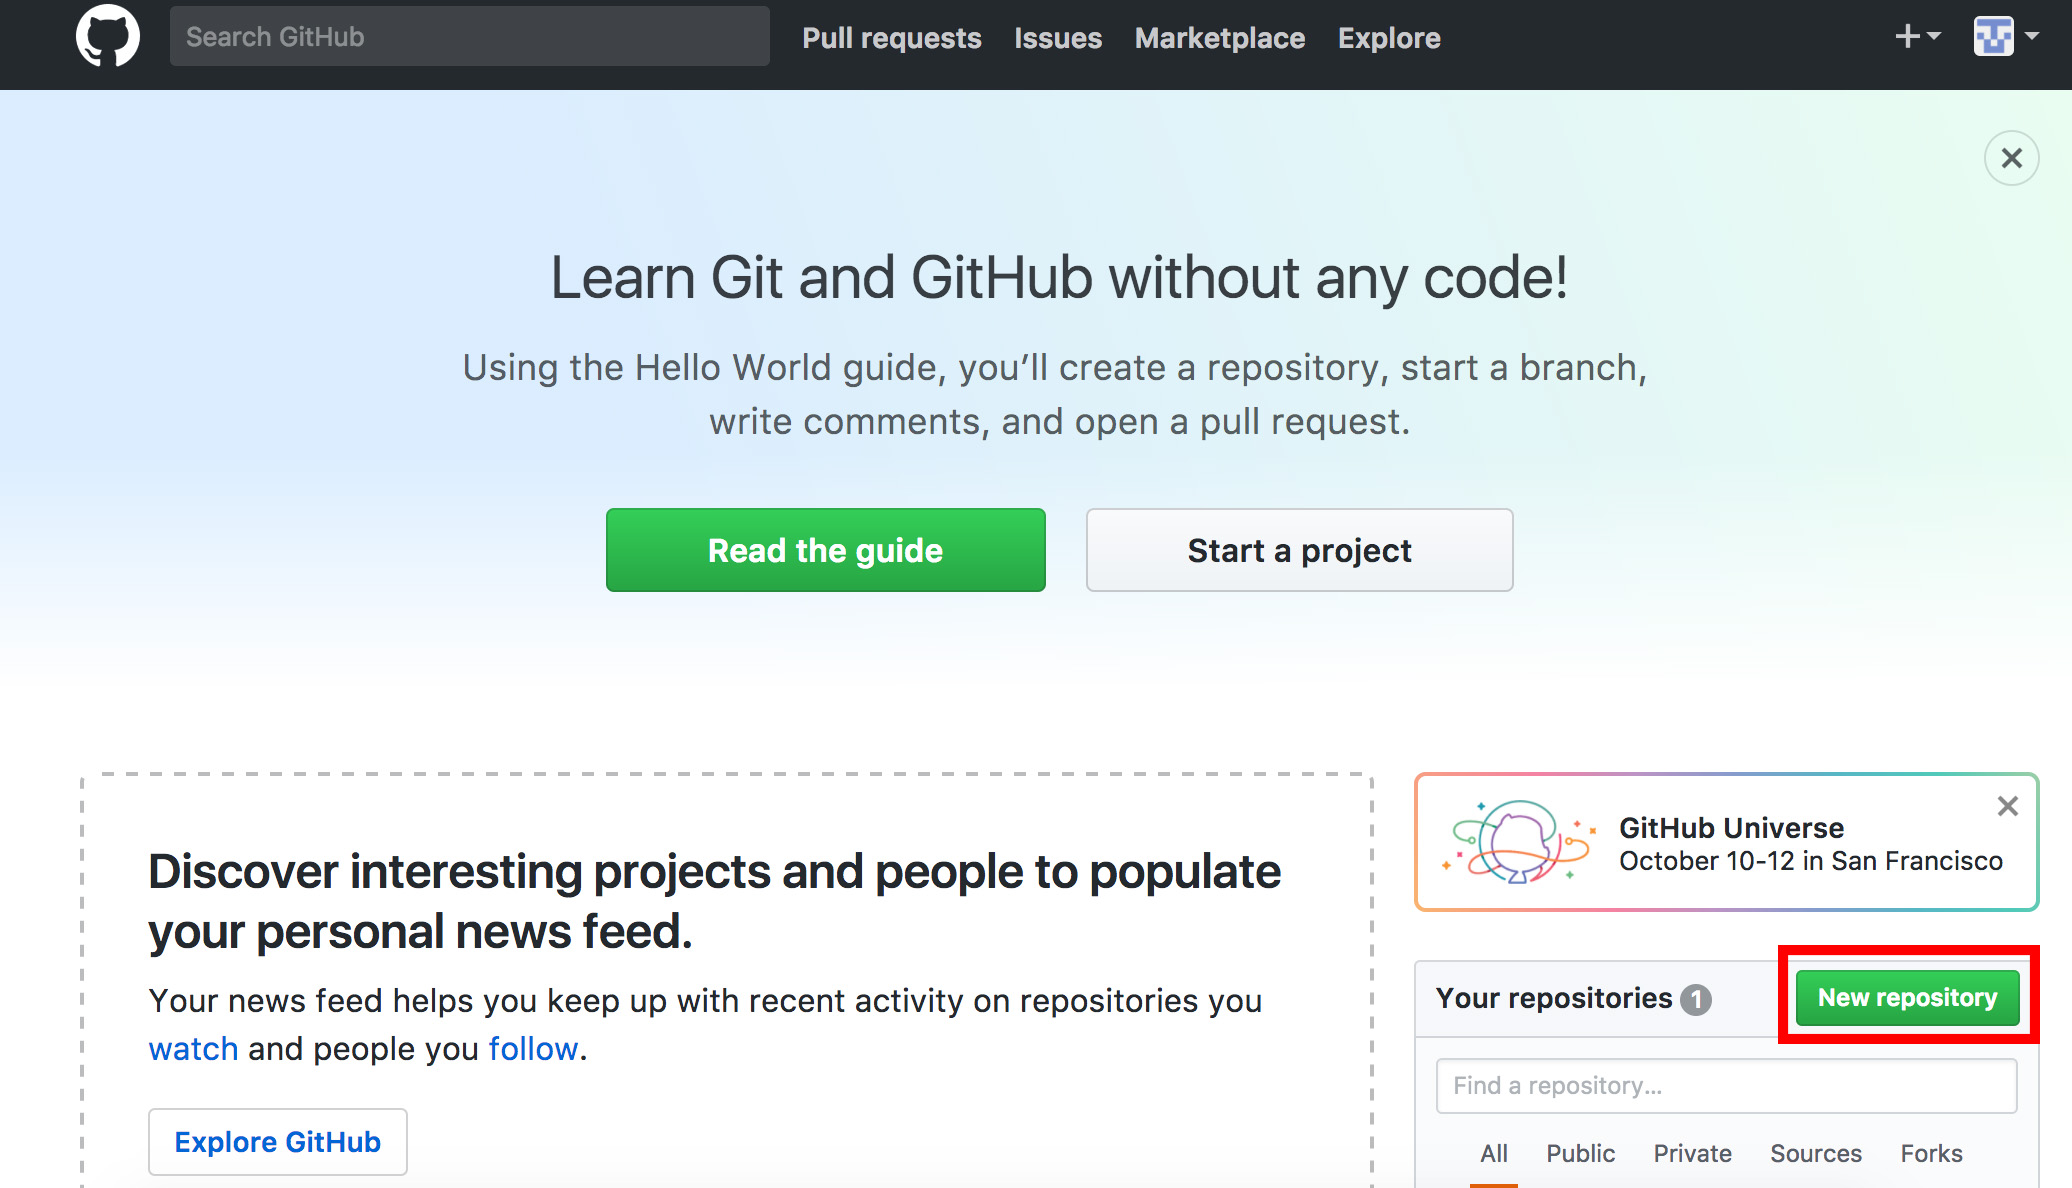 Search GitHub
Pull requests Issues Marketplace Explore
Learn Git and GitHub without any code!
Using the Hello World guide, you’ll create a repository, start a branch,
write comments, and open a pull request.
Read the guide
Start a project
Discover interesting projects and people to populate
your personal news feed.
Your news feed helps you keep up with recent activity on repositories you
watch and people you follow.
Explore GitHub
GitHub Universe
October 10-12 in San Francisco
Your repositories 1
New repository
Find a repository...
All Public Private Sources Forks